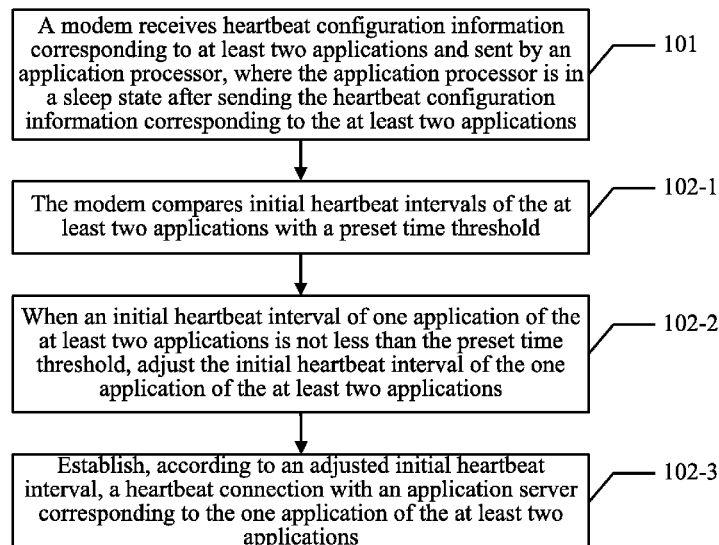 A modem receives heartbeat configuration information
corresponding to at least two applications and sent by an
application processor, where the application processor is in
a sleep state after sending the heartbeat configuration
information corresponding to the at least two applications
101
The modem compares initial heartbeat intervals of the at
least two applications with a preset time threshold
102-1
When an initial heartbeat interval of one application of the
at least two applications is not less than the preset time
threshold, adjust the initial heartbeat interval of the one
application of the at least two applications
102-2
Establish, according to an adjusted initial heartbeat
interval, a heartbeat connection with an application server
corresponding to the one application of the at least two
applications
102-3